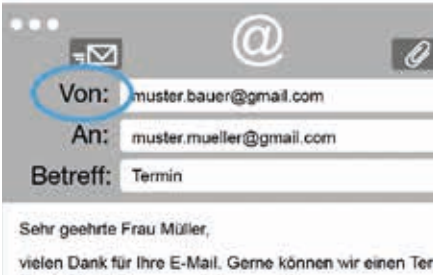 @
Von: muster.bauer@gmail.com
An: muster.mueller@gmail.com
Betreff: Termin
Sehr geehrte Frau Müller,
vielen Dank für Ihre E-Mail. Gerne können wir einen Ter